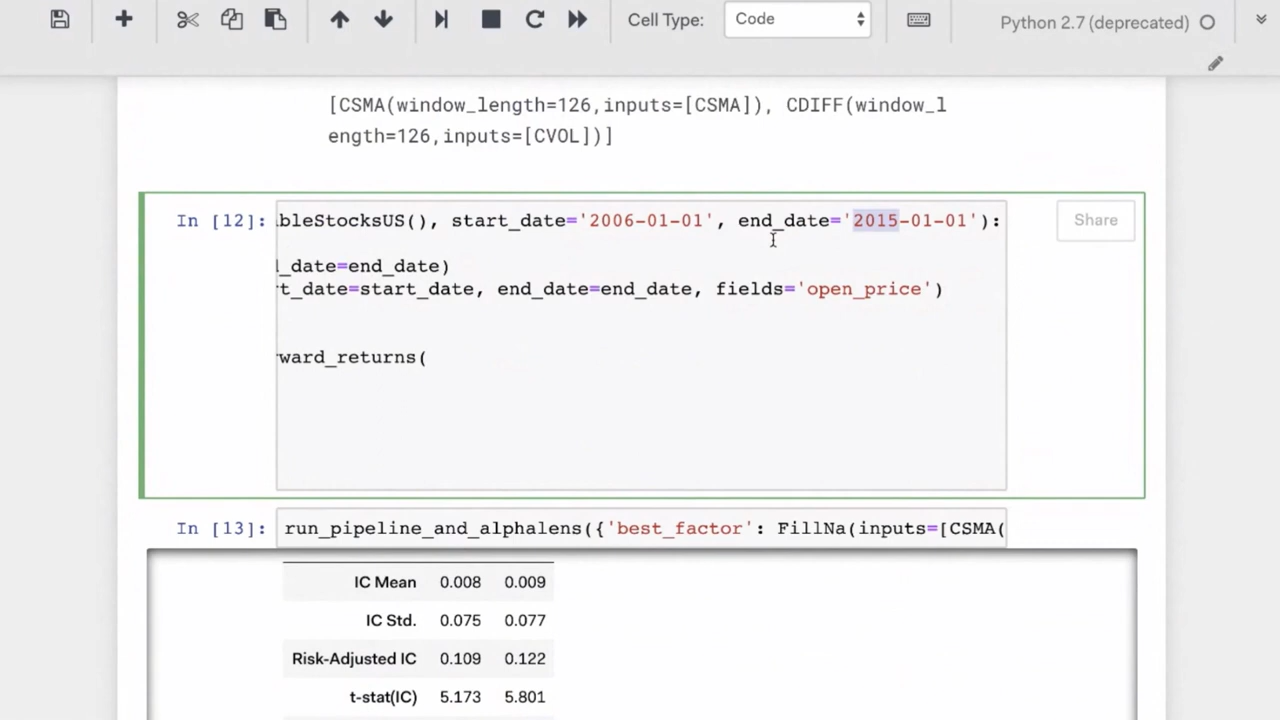 Cell Type: Code Python 2.7 (deprecated)
[CSMA(window_length=126,inputs=[CSMA]), CDIFF(window_l
ength=126,inputs=[CVOL])]
In [12]: bleStocksUS(), start_date='2006-01-01', end_date='2015-01-01'):
Share
_date=end_date)
t_date=start_date, end_date=end_date, fields='open_price')
ward_returns(
In [13]: run_pipeline_and_alphalens({'best_factor': FillNa(inputs=[CSMA(
IC Mean 0.008 0.009
IC Std. 0.075 0.077
Risk-Adjusted IC 0.109 0.122
t-stat(IC) 5.173 5.801